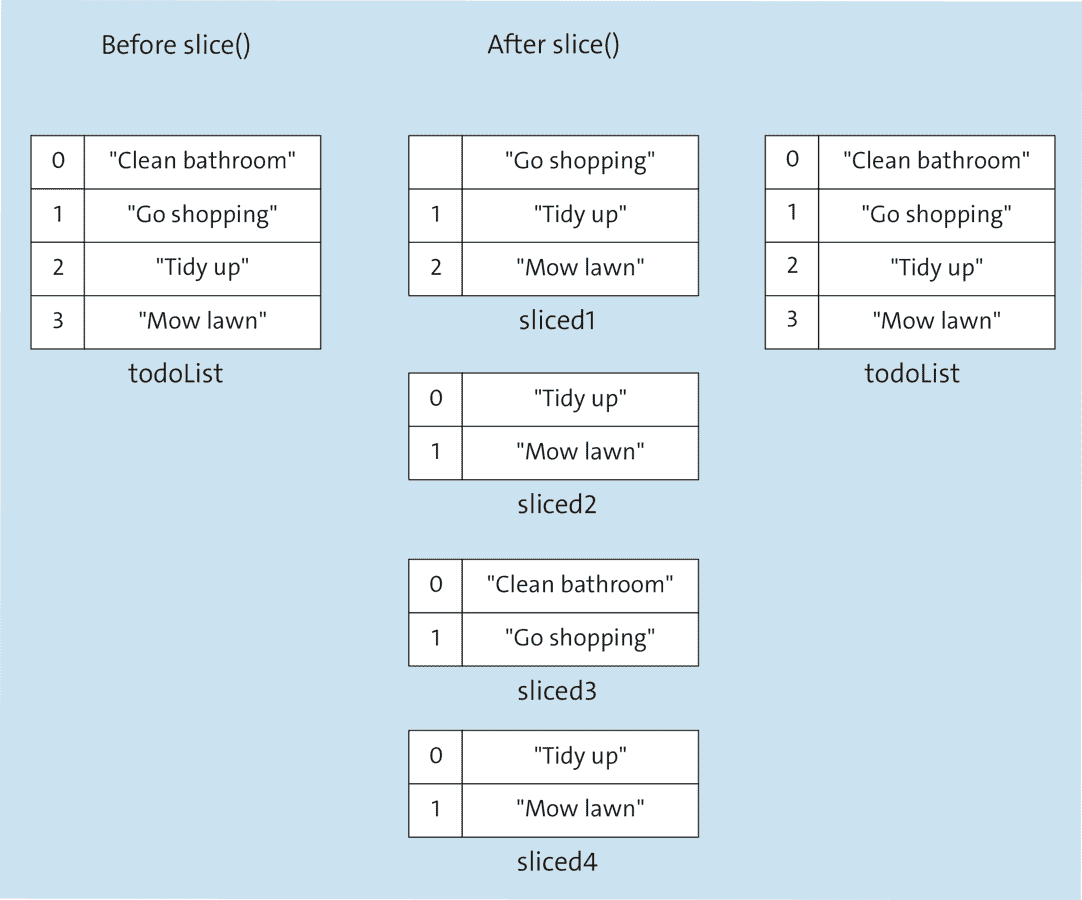 Before slice()
After slice()
0 "Clean bathroom"
1 "Go shopping"
2 "Tidy up"
3 "Mow lawn"
todoList
"Go shopping"
1 "Tidy up"
2 "Mow lawn"
sliced1
0 "Tidy up"
1 "Mow lawn"
sliced2
0 "Clean bathroom"
1 "Go shopping"
sliced3
0 "Tidy up"
1 "Mow lawn"
sliced4
0 "Clean bathroom"
1 "Go shopping"
2 "Tidy up"
3 "Mow lawn"
todoList